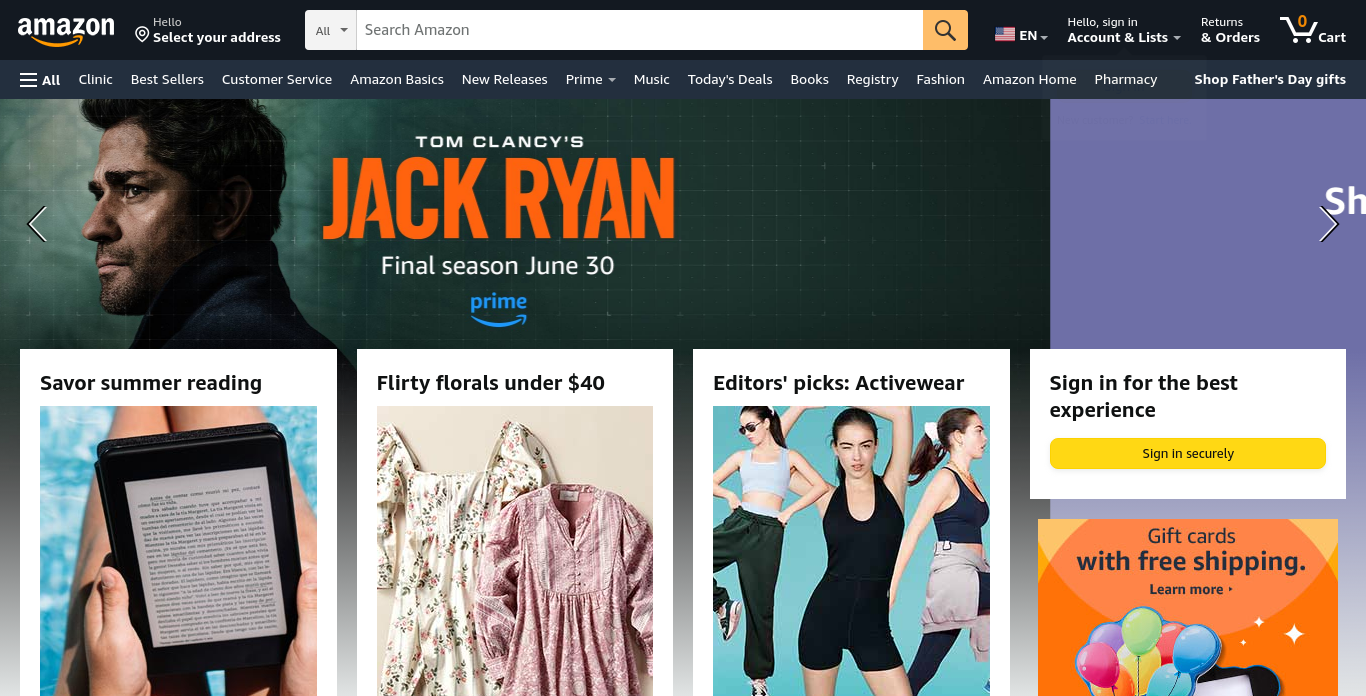 amazon
Hello
Select your address
All
Search Amazon
EN
Hello, sign in
Account & Lists
Returns
& Orders
0
Cart
All
Clinic
Best Sellers
Customer Service
Amazon Basics
New Releases
Prime
Music
Today's Deals
Books
Registry
Fashion
Amazon Home
Pharmacy
Shop Father's Day gifts
TOM CLANCY'S
JACK RYAN
Final season June 30
prime
Sh
Savor summer reading
Flirty florals under $40
Editors' picks: Activewear
Sign in for the best
experience
Sign in securely
Gift cards
with free shipping.
Learn more